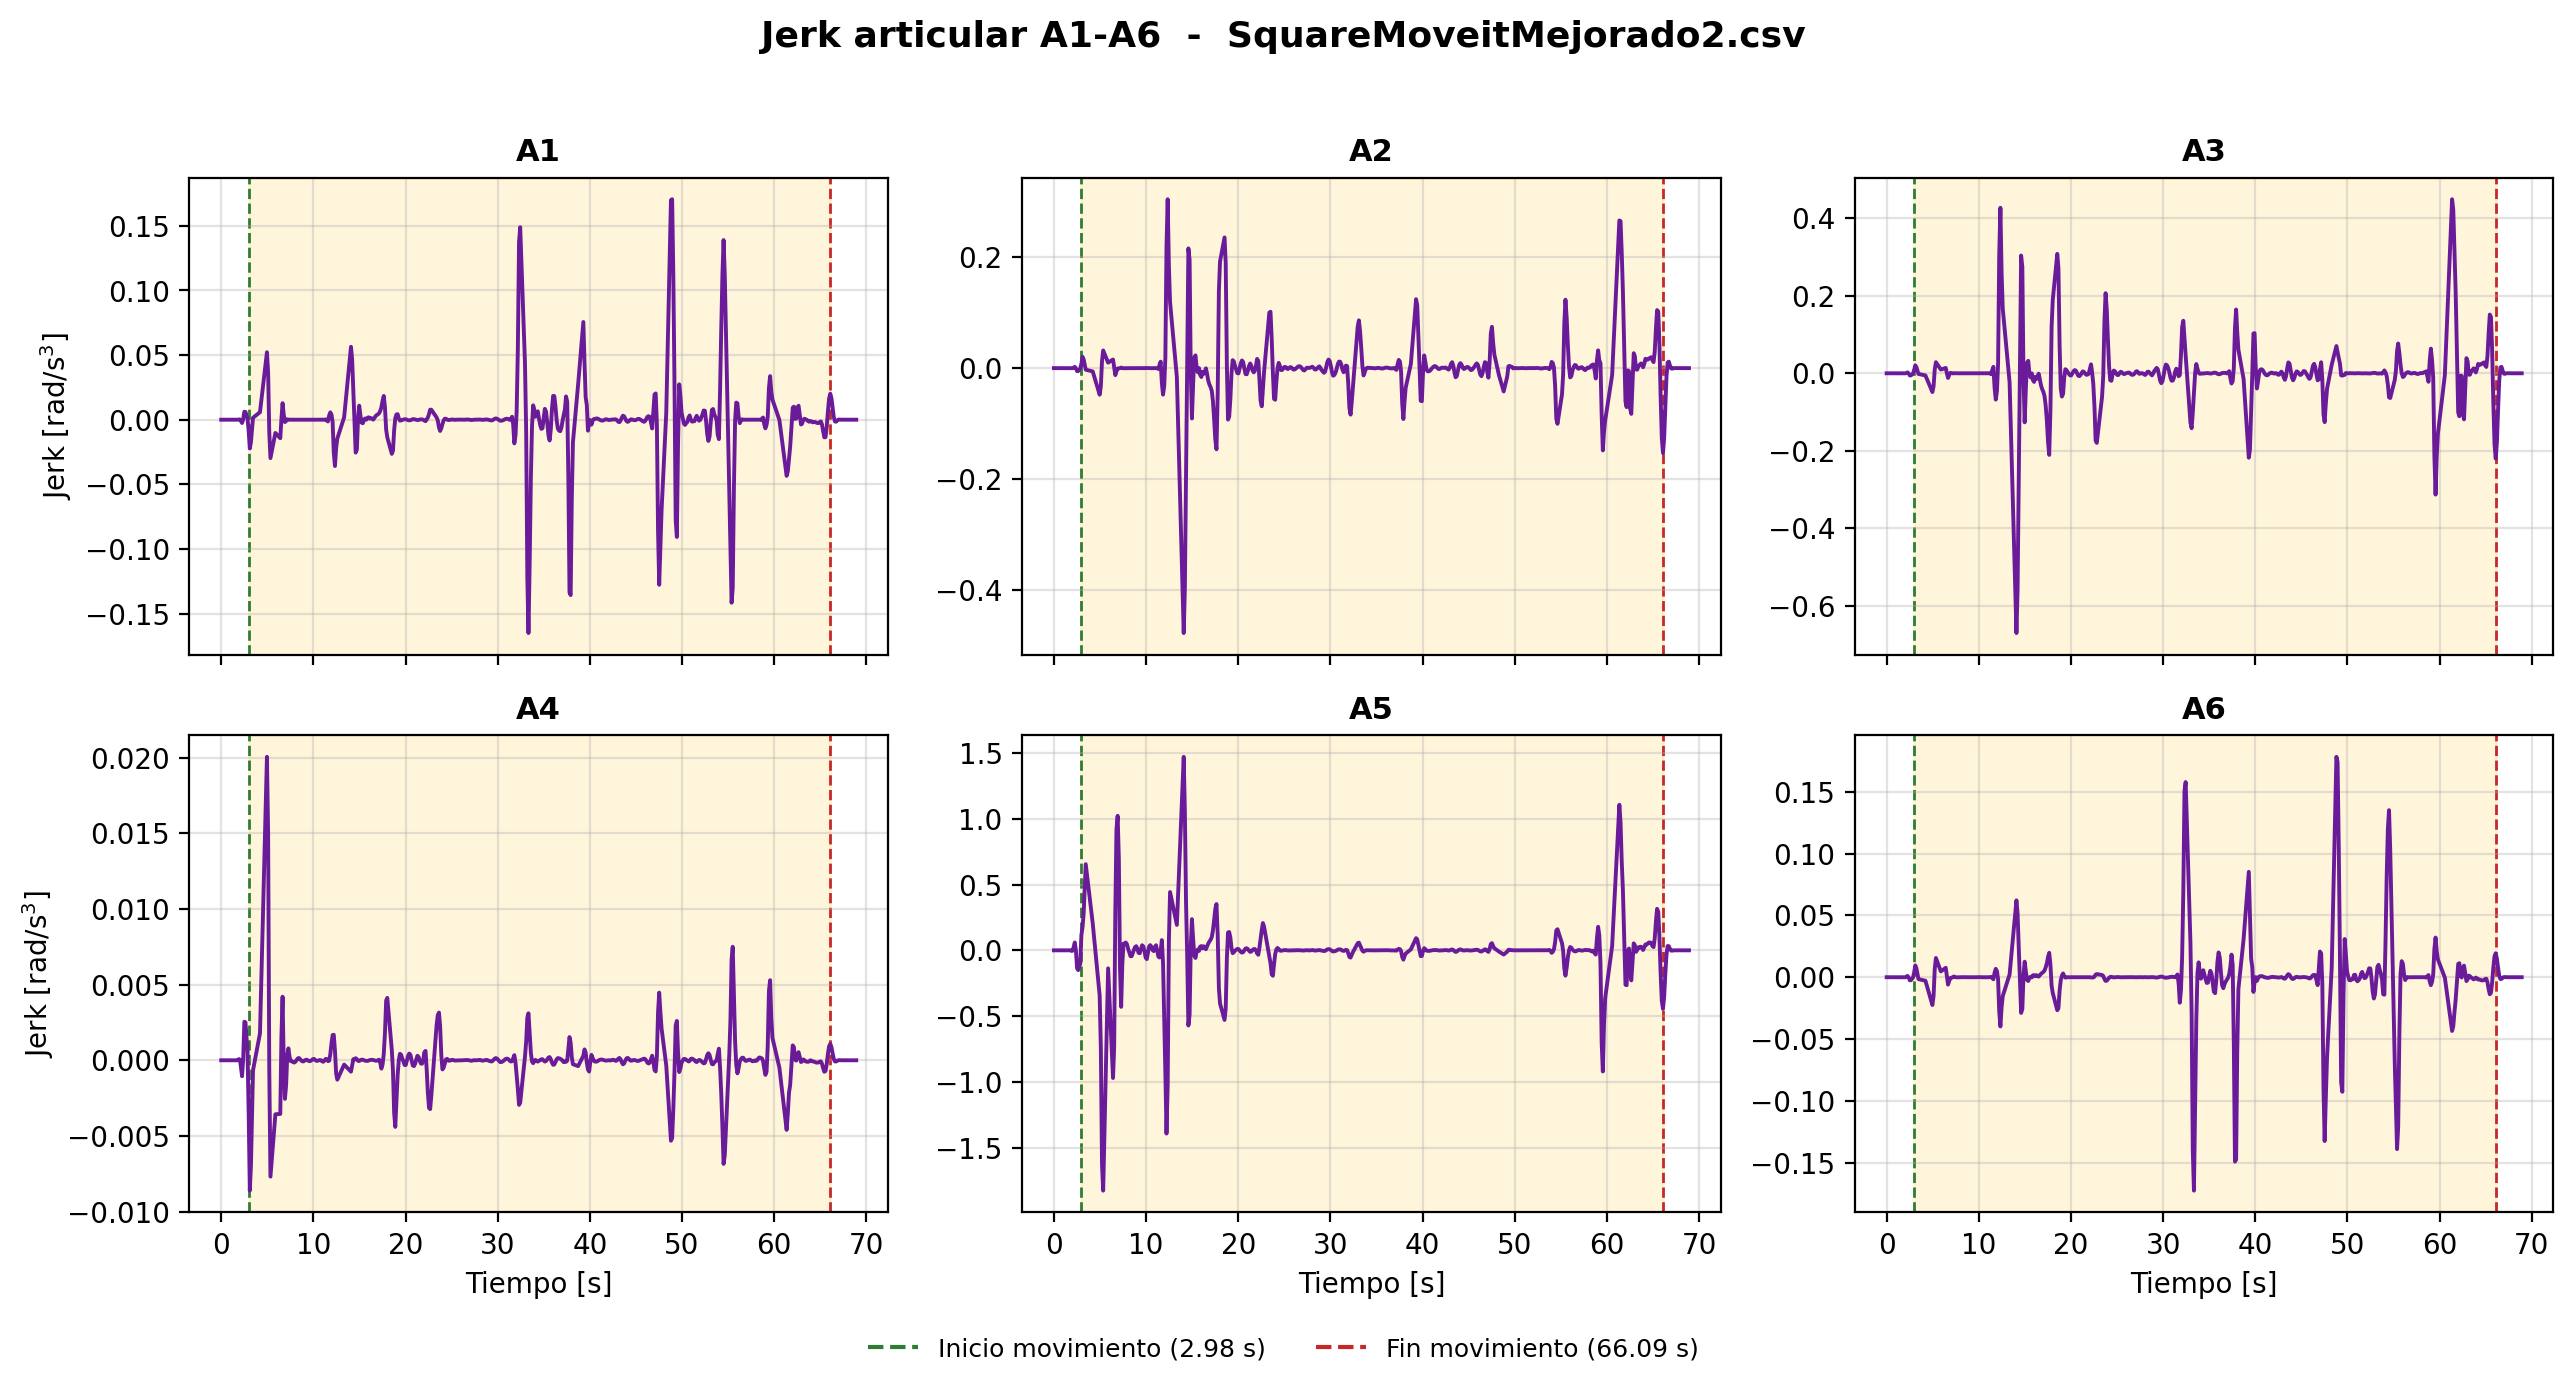 Jerk articular A1-A6  -  SquareMoveitMejorado2.csv
A1
0.15
0.10
0.05
0.00
−0.05
−0.10
−0.15
Jerk [rad/s³]
A2
0.2
0.0
−0.2
−0.4
A3
0.4
0.2
0.0
−0.2
−0.4
−0.6
A4
0.020
0.015
0.010
0.005
0.000
−0.005
−0.010
Jerk [rad/s³]
0 10 20 30 40 50 60 70
Tiempo [s]
A5
1.5
1.0
0.5
0.0
−0.5
−1.0
−1.5
0 10 20 30 40 50 60 70
Tiempo [s]
A6
0.15
0.10
0.05
0.00
−0.05
−0.10
−0.15
0 10 20 30 40 50 60 70
Tiempo [s]
Inicio movimiento (2.98 s)
Fin movimiento (66.09 s)